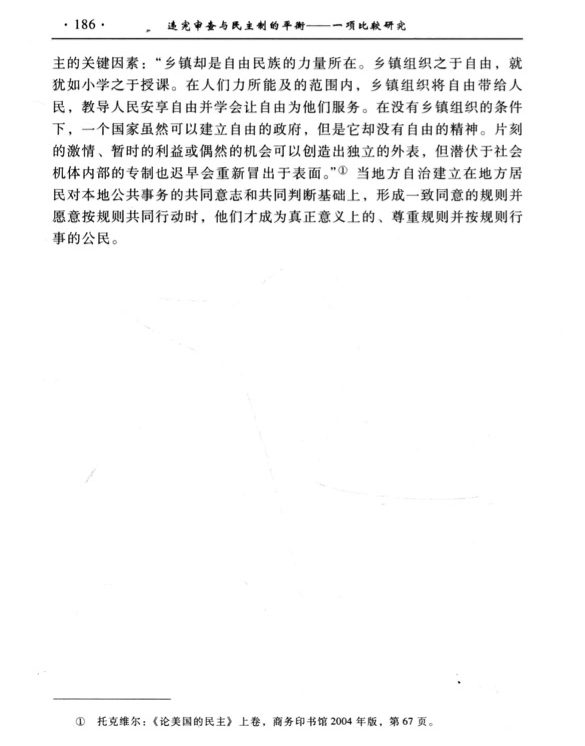 ·186· 违宪审查与民主制的平衡——一项比较研究
主的关键因素：“乡镇却是自由民族的力量所在。乡镇组织之于自由，就
犹如小学之于授课。在人们力所能及的范围内，乡镇组织将自由带给人
民，教导人民安享自由并学会让自由为他们服务。在没有乡镇组织的条件
下，一个国家虽然可以建立自由的政府，但是它却没有自由的精神。片刻
的激情、暂时的利益或偶然的机会可以创造出独立的外表，但潜伏于社会
机体内部的专制也迟早会重新冒出于表面。”① 当地方自治建立在地方居
民对本地公共事务的共同意志和共同判断基础上，形成一致同意的规则并
愿意按规则共同行动时，他们才成为真正意义上的、尊重规则并按规则行
事的公民。
① 托克维尔：《论美国的民主》上卷，商务印书馆2004年版，第67页。